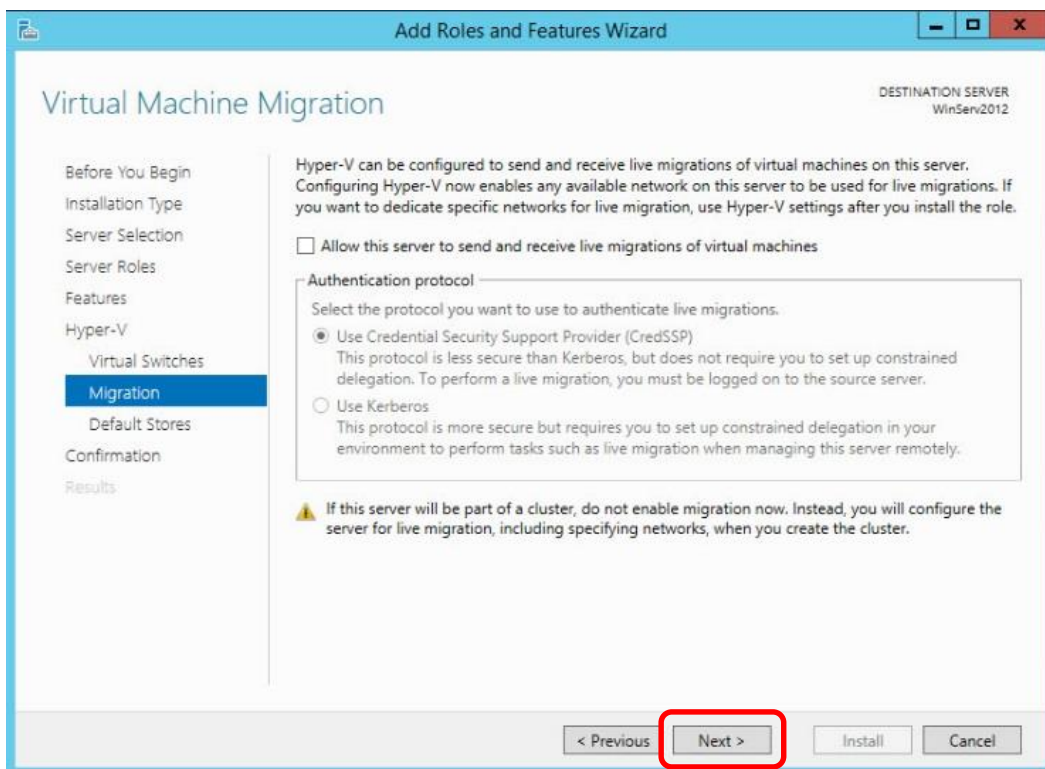 Add Roles and Features Wizard
Virtual Machine Migration
DESTINATION SERVER
WinServ2012
Before You Begin
Installation Type
Server Selection
Server Roles
Features
Hyper-V
Virtual Switches
Migration
Default Stores
Confirmation
Results
Hyper-V can be configured to send and receive live migrations of virtual machines on this server.
Configuring Hyper-V now enables any available network on this server to be used for live migrations. If
you want to dedicate specific networks for live migration, use Hyper-V settings after you install the role.
Allow this server to send and receive live migrations of virtual machines
Authentication protocol
Select the protocol you want to use to authenticate live migrations.
Use Credential Security Support Provider (CredSSP)
This protocol is less secure than Kerberos, but does not require you to set up constrained
delegation. To perform a live migration, you must be logged on to the source server.
Use Kerberos
This protocol is more secure but requires you to set up constrained delegation in your
environment to perform tasks such as live migration when managing this server remotely.
If this server will be part of a cluster, do not enable migration now. Instead, you will configure the
server for live migration, including specifying networks, when you create the cluster.
< Previous
Next >
Install
Cancel